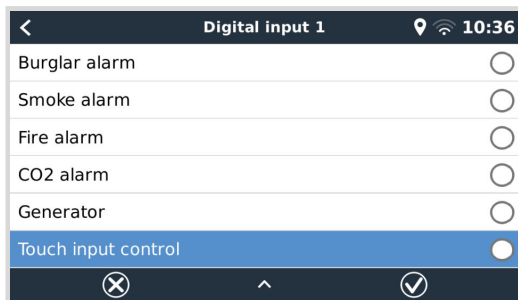 Digital input 1 10:36
Burglar alarm
Smoke alarm
Fire alarm
CO2 alarm
Generator
Touch input control